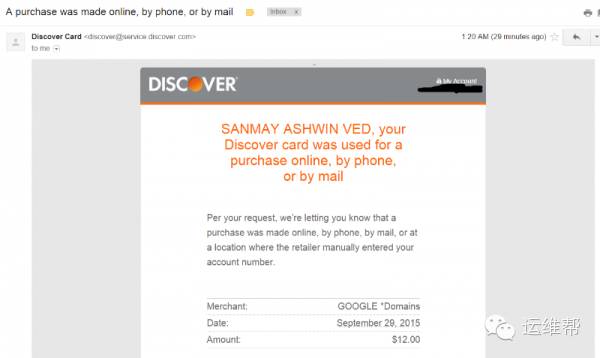 A purchase was made online, by phone, or by mail
Inbox x
Discover Card <discover@service.discover.com>
1:20 AM (29 minutes ago)
to me
DISCOVER
My Account
SANMAY ASHWIN VED, your
Discover card was used for a
purchase online, by phone,
or by mail
Per your request, we're letting you know that a
purchase was made online, by phone, by mail, or at
a location where the retailer manually entered your
account number.
Merchant: GOOGLE *Domains
Date: September 29, 2015
Amount: $12.00
运维帮